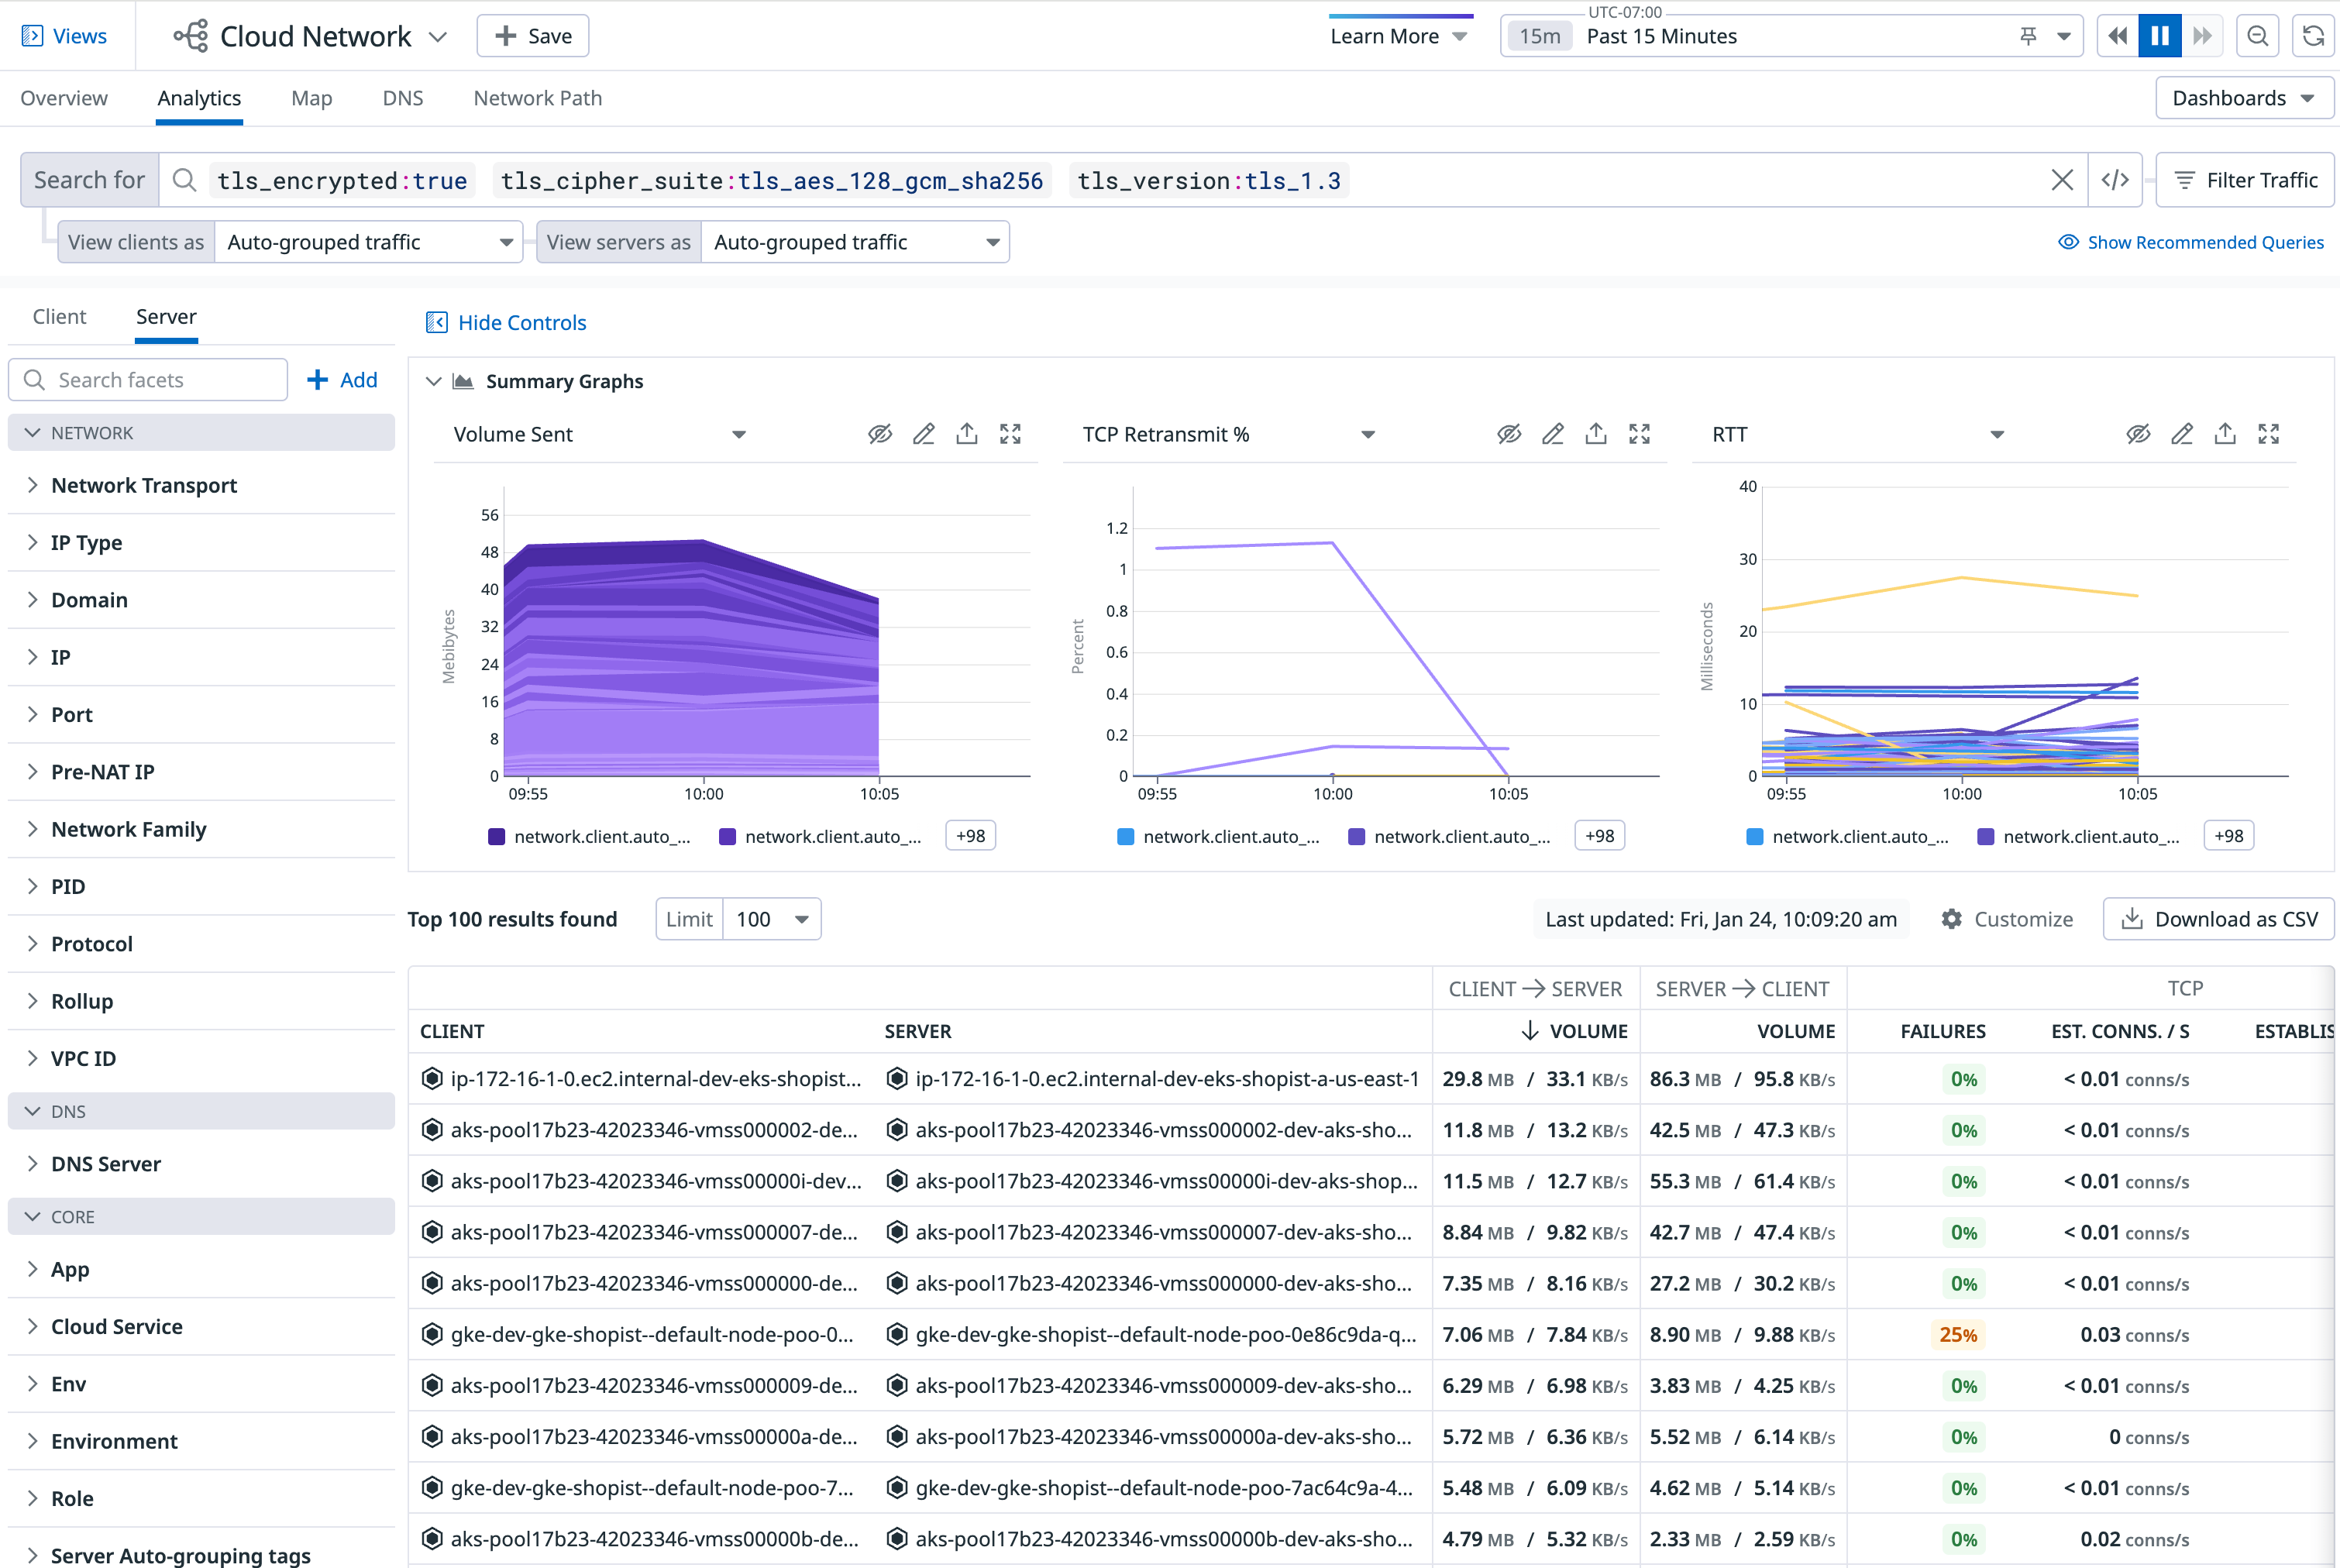 Views
Cloud Network
Save
Learn More
UTC-07:00
15m Past 15 Minutes
Overview Analytics Map DNS Network Path
Dashboards
Search for tls_encrypted:true tls_cipher_suite:tls_aes_128_gcm_sha256 tls_version:tls_1.3 </> Filter Traffic
View clients as Auto-grouped traffic View servers as Auto-grouped traffic Show Recommended Queries
Client Server
Search facets Add
NETWORK
Network Transport
IP Type
Domain
IP
Port
Pre-NAT IP
Network Family
PID
Protocol
Rollup
VPC ID
DNS
DNS Server
CORE
App
Cloud Service
Env
Environment
Role
Server Auto-grouping tags
Hide Controls
Summary Graphs
Volume Sent
56
48
40
32
24
16
8
0
Mebibytes
09:55 10:00 10:05
network.client.auto_... network.client.auto_... +98
TCP Retransmit %
1.2
1
0.8
0.6
0.4
0.2
0
Percent
09:55 10:00 10:05
network.client.auto_... network.client.auto_... +98
RTT
40
30
20
10
0
Milliseconds
09:55 10:00 10:05
network.client.auto_... network.client.auto_... +98
Top 100 results found Limit 100 Last updated: Fri, Jan 24, 10:09:20 am Customize Download as CSV
CLIENT → SERVER SERVER → CLIENT TCP
CLIENT SERVER ↓ VOLUME VOLUME FAILURES EST. CONNS. / S ESTABLIS
ip-172-16-1-0.ec2.internal-dev-eks-shopist... ip-172-16-1-0.ec2.internal-dev-eks-shopist-a-us-east-1 29.8 MB / 33.1 KB/s 86.3 MB / 95.8 KB/s 0% < 0.01 conns/s
aks-pool17b23-42023346-vmss000002-de... aks-pool17b23-42023346-vmss000002-dev-aks-sho... 11.8 MB / 13.2 KB/s 42.5 MB / 47.3 KB/s 0% < 0.01 conns/s
aks-pool17b23-42023346-vmss00000i-dev... aks-pool17b23-42023346-vmss00000i-dev-aks-shop... 11.5 MB / 12.7 KB/s 55.3 MB / 61.4 KB/s 0% < 0.01 conns/s
aks-pool17b23-42023346-vmss000007-de... aks-pool17b23-42023346-vmss000007-dev-aks-sho... 8.84 MB / 9.82 KB/s 42.7 MB / 47.4 KB/s 0% < 0.01 conns/s
aks-pool17b23-42023346-vmss000000-de... aks-pool17b23-42023346-vmss000000-dev-aks-sho... 7.35 MB / 8.16 KB/s 27.2 MB / 30.2 KB/s 0% < 0.01 conns/s
gke-dev-gke-shopist--default-node-poo-0... gke-dev-gke-shopist--default-node-poo-0e86c9da-q... 7.06 MB / 7.84 KB/s 8.90 MB / 9.88 KB/s 25% 0.03 conns/s
aks-pool17b23-42023346-vmss000009-de... aks-pool17b23-42023346-vmss000009-dev-aks-sho... 6.29 MB / 6.98 KB/s 3.83 MB / 4.25 KB/s 0% < 0.01 conns/s
aks-pool17b23-42023346-vmss00000a-de... aks-pool17b23-42023346-vmss00000a-dev-aks-sho... 5.72 MB / 6.36 KB/s 5.52 MB / 6.14 KB/s 0% 0 conns/s
gke-dev-gke-shopist--default-node-poo-7... gke-dev-gke-shopist--default-node-poo-7ac64c9a-4... 5.48 MB / 6.09 KB/s 4.62 MB / 5.14 KB/s 0% < 0.01 conns/s
aks-pool17b23-42023346-vmss00000b-de... aks-pool17b23-42023346-vmss00000b-dev-aks-sho... 4.79 MB / 5.32 KB/s 2.33 MB / 2.59 KB/s 0% 0.02 conns/s